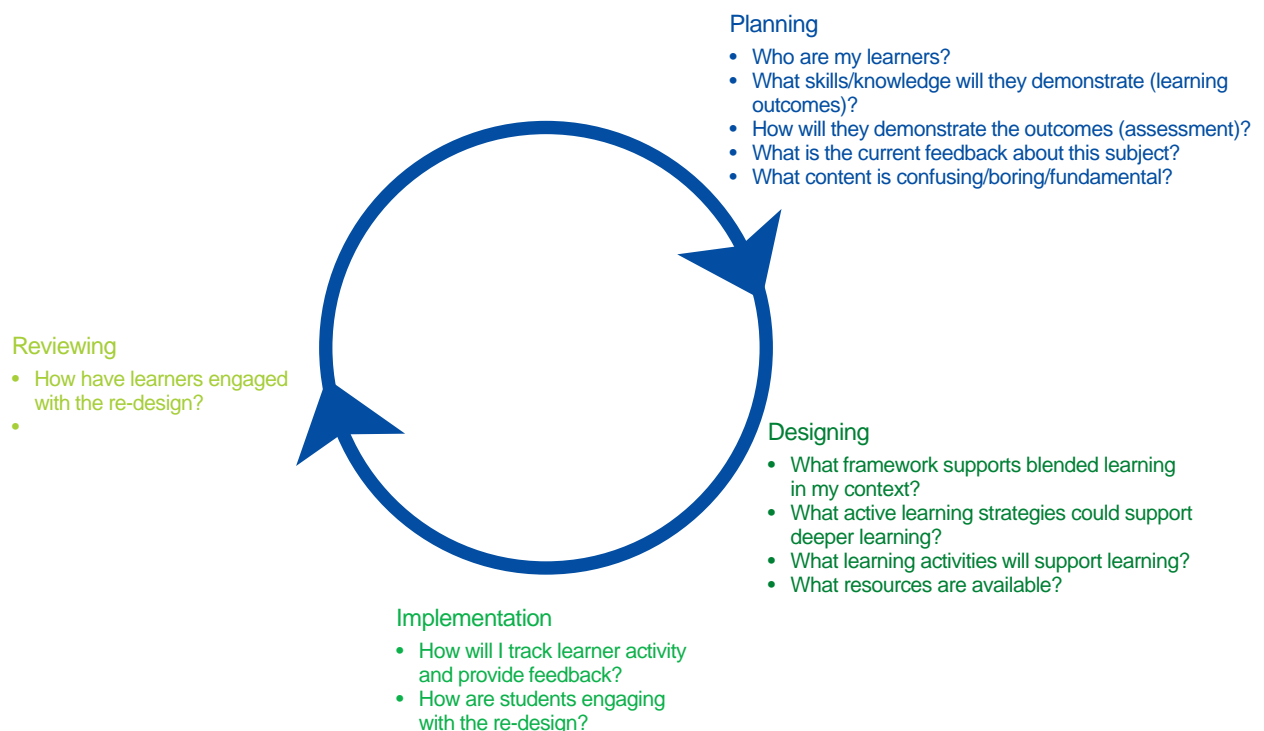 Planning
• Who are my learners?
• What skills/knowledge will they demonstrate (learning
outcomes)?
• How will they demonstrate the outcomes (assessment)?
• What is the current feedback about this subject?
• What content is confusing/boring/fundamental?
Designing
• What framework supports blended learning
in my context?
• What active learning strategies could support
deeper learning?
• What learning activities will support learning?
• What resources are available?
Implementation
• How will I track learner activity
and provide feedback?
• How are students engaging
with the re-design?
Reviewing
• How have learners engaged
with the re-design?
•